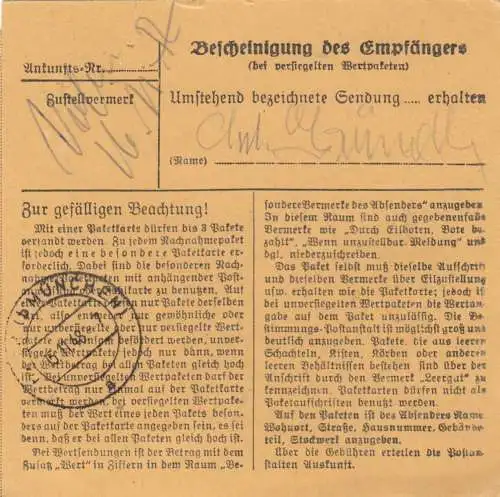 Ankunfts-Nr.
Zustellvermerk
Bescheinigung des Empfängers
(bei versiegelten Wertpaketen)
Umstehend bezeichnete Sendung ..... erhalten
(Name)
Zur gefälligen Beachtung!
Mit einer Paketkarte dürfen bis 3 Pakete
versandt werden. Zu jedem Nachnahmepaket
ist jedoch eine besondere Paketkarte er-
forderlich. Dabei sind die besonderen Nach-
nahmekarten mit anhängender Post-
karte zu benutzen. Auf
eine Paketkarte können nur Pakete derselben
Art, also nur gewöhnliche oder
nur unversiegelte oder nur versiegelte Wert-
befördert werden, unver-
siegelte jedoch nur dann, wenn
der Wertbetrag bei allen Paketen gleich hoch
ist. Bei unversiegelten Wertpaketen darf der
Wertbetrag nur einmal auf der Paketkarte
vermerkt werden, bei versiegelten Wertpake-
ten muß der Wert eines jeden Pakets beson-
ders auf der Paketkarte angegeben sein, es sei
denn, daß er bei allen Paketen gleich hoch ist.
Bei Wertsendungen ist der Betrag mit dem
Zusatz „Wert" in Ziffern in dem Raum „Be-
sondere Vermerke des Absenders" anzugeben.
In diesem Raum sind auch gegebenenfalls
Vermerke wie „Durch Eilboten, Bote be-
zahlt", „Wenn unzustellbar, Meldung" und
dgl. niederzuschreiben.
Das Paket selbst muß dieselbe Aufschrift
und dieselben Vermerke über Eilzustellung
usw. erhalten wie die Paketkarte; jedoch ist
bei unversiegelten Wertpaketen die Wertan-
gabe auf dem Paket unzulässig. Die Be-
stimmungs-Postanstalt ist möglichst groß und
deutlich anzugeben. Pakete, die aus leeren
Schachteln, Kisten, Körben oder anderen
leeren Behältnissen bestehen sind über der
Anschrift durch den Vermerk „Leergut" zu
kennzeichnen. Paketkarten dürfen nicht als
Paketaufschriften benutzt werden.
Auf den Paketen ist des Absenders Name,
Wohnort, Straße, Hausnummer, Gebäude-
teil, Stockwerk anzugeben.
Über die Gebühren erteilen die Postan-
stalten Auskunft.
MÜNCHEN